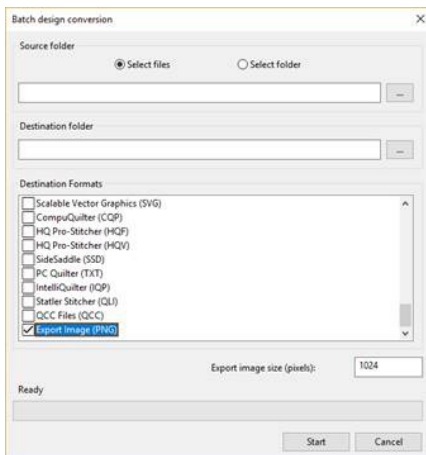 Batch design conversion
Source folder
Select files Select folder
...
Destination folder
...
Destination Formats
Scalable Vector Graphics (SVG)
CompuQuilter (CQP)
HQ Pro-Stitcher (HQF)
HQ Pro-Stitcher (HQV)
SideSaddle (SSD)
PC Quilter (TXT)
IntelliQuilter (IQP)
Statler Stitcher (QLI)
QCC Files (QCC)
Export Image (PNG)
Export image size (pixels): 1024
Ready
Start Cancel